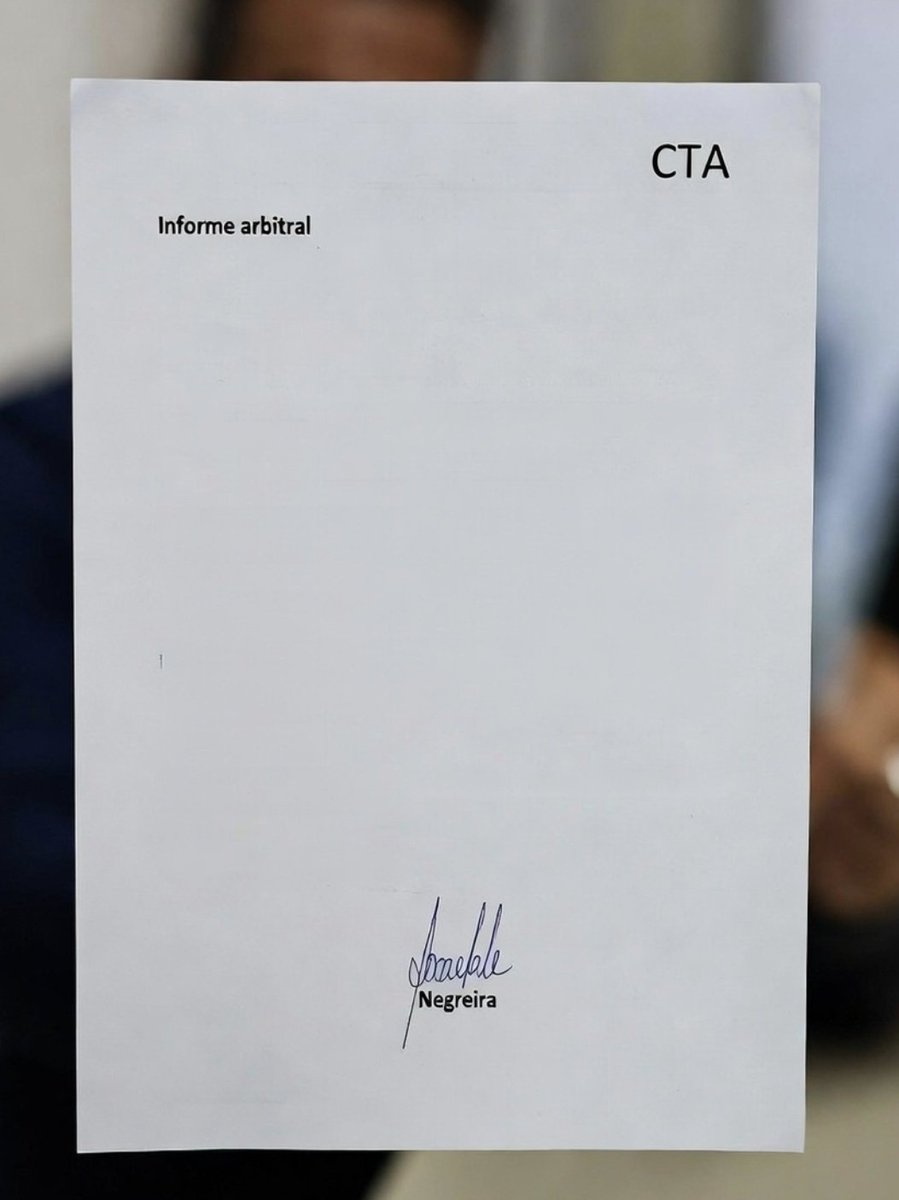 CTA
Informe arbitral
Negreira